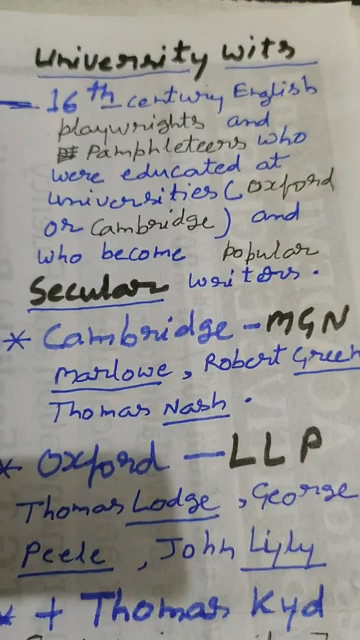 University wits
16th century English
playwrights and
Pamphleteers who
were educated at
universities (Oxford
or Cambridge) and
who become popular
Secular writers.
* Cambridge - MGN
Marlowe, Robert Green
Thomas Nash.
* Oxford - LLP
Thomas Lodge, George
Peele, John Lyly
* + Thomas Kyd